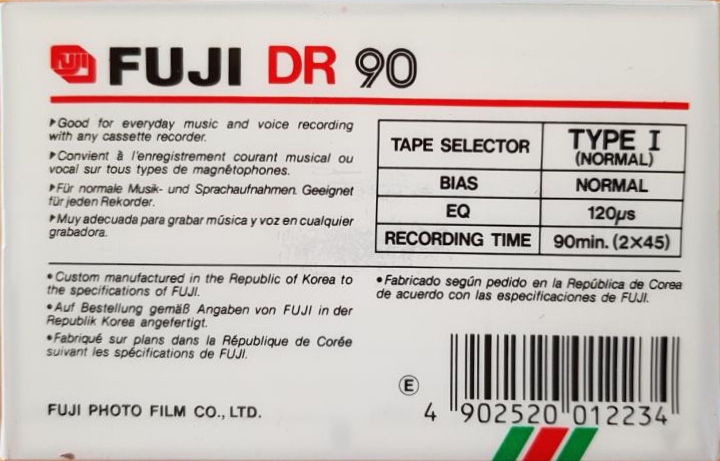 FUJI FUJI DR 90
▶Good for everyday music and voice recording
with any cassette recorder.
▶Convient à l'enregistrement courant musical ou
vocal sur tous types de magnétophones.
▶Für normale Musik- und Sprachaufnahmen. Geeignet
für jeden Rekorder.
▶Muy adecuada para grabar música y voz en cualquier
grabadora.
TAPE SELECTOR TYPE I
(NORMAL)
BIAS NORMAL
EQ 120μs
RECORDING TIME 90min. (2×45)
•Custom manufactured in the Republic of Korea to
the specifications of FUJI.
•Auf Bestellung gemäß Angaben von FUJI in der
Republik Korea angefertigt.
•Fabriqué sur plans dans la République de Corée
suivant les spécifications de FUJI.
•Fabricado según pedido en la República de Corea
de acuerdo con las especificaciones de FUJI.
FUJI PHOTO FILM CO., LTD.
Ⓔ
4 902520 012234